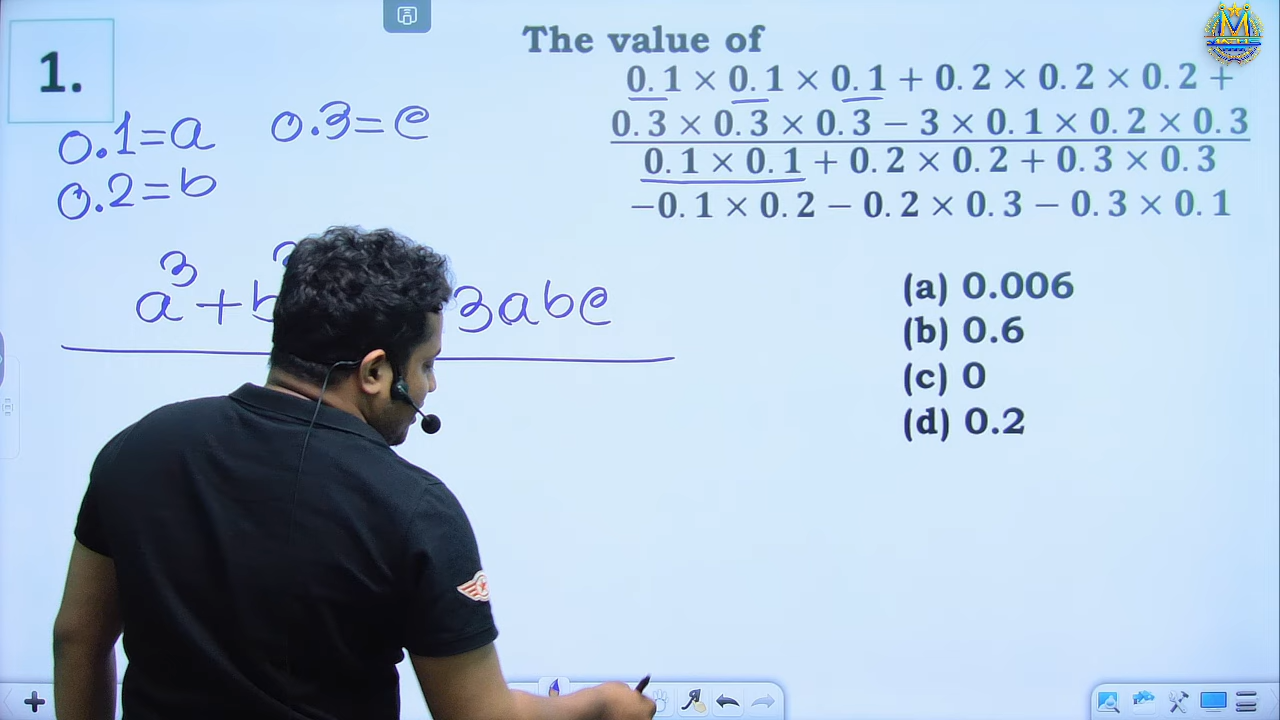 1.
The value of
0.1 × 0.1 × 0.1 + 0.2 × 0.2 × 0.2 +
0.3 × 0.3 × 0.3 − 3 × 0.1 × 0.2 × 0.3
0.1 × 0.1 + 0.2 × 0.2 + 0.3 × 0.3
−0.1 × 0.2 − 0.2 × 0.3 − 0.3 × 0.1
0.1=a 0.3=c
0.2=b
a³+b³ 3abc
(a) 0.006
(b) 0.6
(c) 0
(d) 0.2